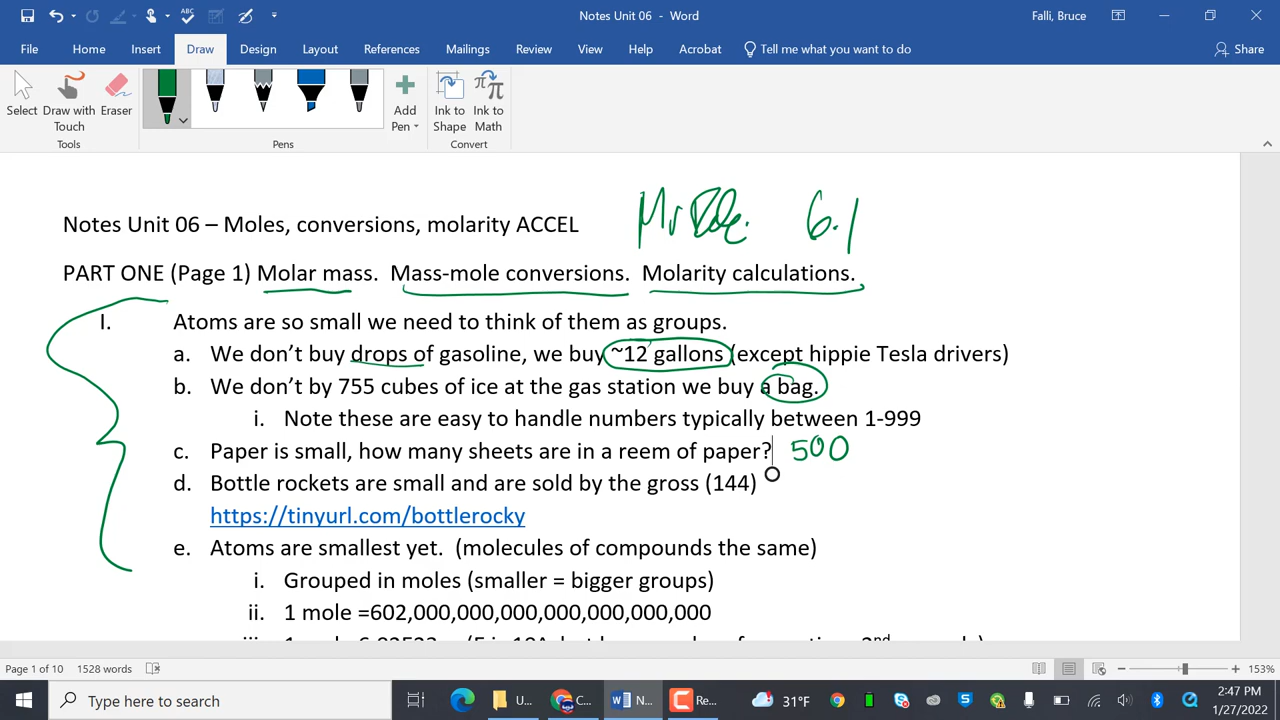 Notes Unit 06 - Word
Falli, Bruce
File Home Insert Draw Design Layout References Mailings Review View Help Acrobat Tell me what you want to do Share
Select Draw with Touch Eraser Add Pen Ink to Shape Ink to Math
Tools Pens Convert
Notes Unit 06 – Moles, conversions, molarity ACCEL Mr 6.1
PART ONE (Page 1) Molar mass. Mass-mole conversions. Molarity calculations.
I. Atoms are so small we need to think of them as groups.
a. We don't buy drops of gasoline, we buy ~12 gallons (except hippie Tesla drivers)
b. We don't by 755 cubes of ice at the gas station we buy a bag.
i. Note these are easy to handle numbers typically between 1-999
c. Paper is small, how many sheets are in a reem of paper? 500
d. Bottle rockets are small and are sold by the gross (144)
https://tinyurl.com/bottlerocky
e. Atoms are smallest yet. (molecules of compounds the same)
i. Grouped in moles (smaller = bigger groups)
ii. 1 mole =602,000,000,000,000,000,000,000
Page 1 of 10 1528 words 153%
Type here to search U... C... N... Re... 31°F 2:47 PM
1/27/2022